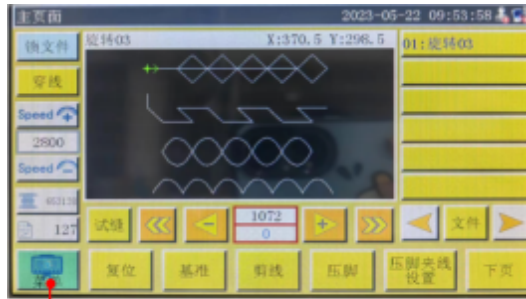 主页面 2023-05-22 09:53:58
锁文件 旋转03 X:370.5 Y:298.5 01:旋转03
穿线
Speed
2800
Speed
127 试缝 1072 文件
0
复位 基准 剪线 压脚 压脚夹线 下页
设置